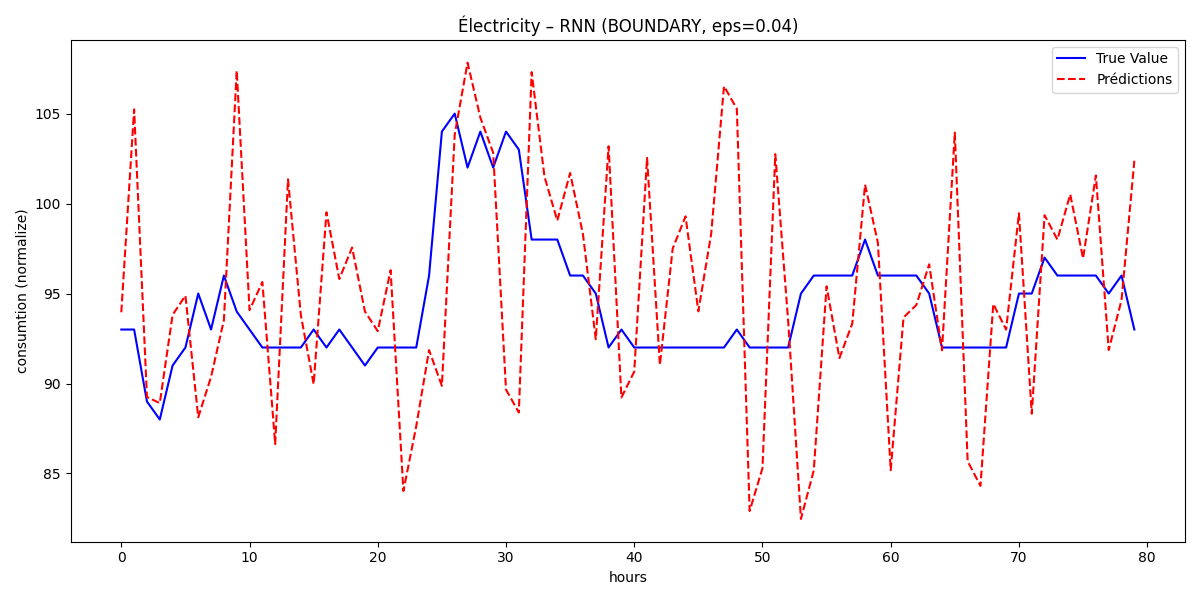 Électricity – RNN (BOUNDARY, eps=0.04)
True Value
Prédictions
consumtion (normalize)
105
100
95
90
85
0 10 20 30 40 50 60 70 80
hours